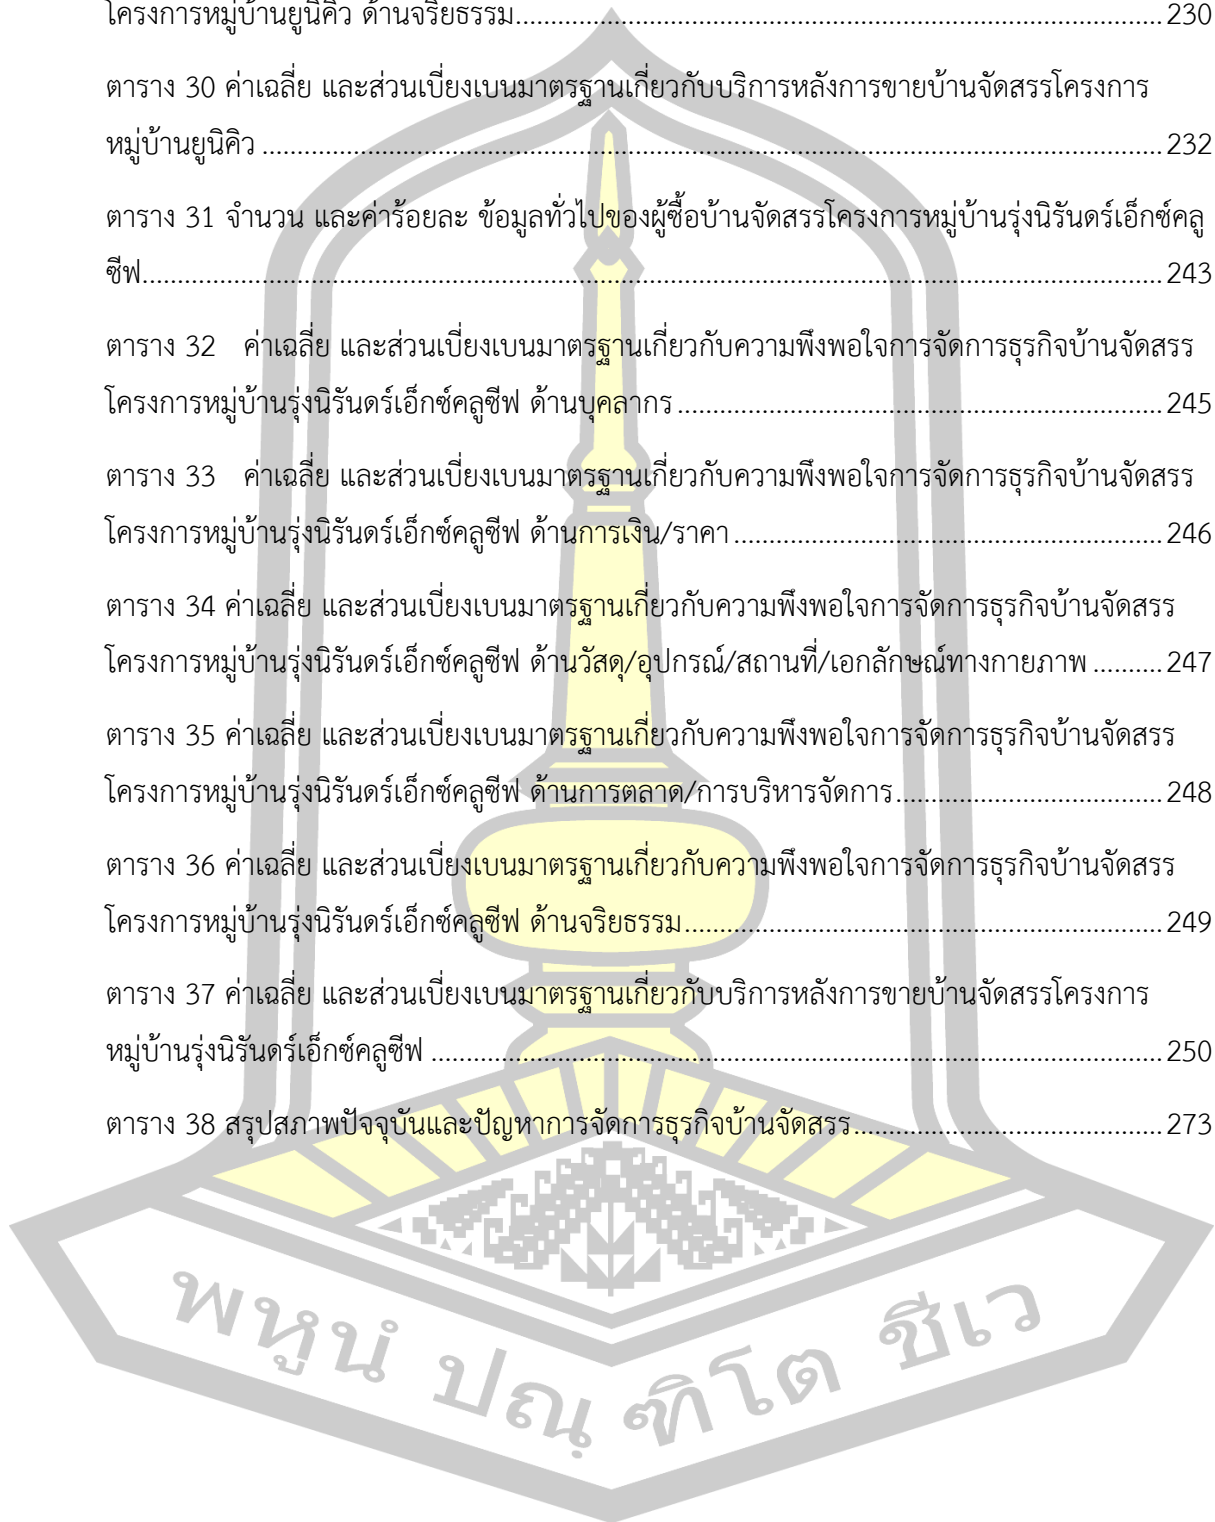 โครงการหมู่บ้านยูนิคิว ด้านจริยธรรม.......................................................................................230
ตาราง 30 ค่าเฉลี่ย และส่วนเบี่ยงเบนมาตรฐานเกี่ยวกับบริการหลังการขายบ้านจัดสรรโครงการ
หมู่บ้านยูนิคิว .......................................................................................232
ตาราง 31 จำนวน และค่าร้อยละ ข้อมูลทั่วไปของผู้ซื้อบ้านจัดสรรโครงการหมู่บ้านรุ่งนิรันดร์เอ็กซ์คลู
ซีฟ.......................................................................................243
ตาราง 32 ค่าเฉลี่ย และส่วนเบี่ยงเบนมาตรฐานเกี่ยวกับความพึงพอใจการจัดการธุรกิจบ้านจัดสรร
โครงการหมู่บ้านรุ่งนิรันดร์เอ็กซ์คลูซีฟ ด้านบุคลากร.......................................................................245
ตาราง 33 ค่าเฉลี่ย และส่วนเบี่ยงเบนมาตรฐานเกี่ยวกับความพึงพอใจการจัดการธุรกิจบ้านจัดสรร
โครงการหมู่บ้านรุ่งนิรันดร์เอ็กซ์คลูซีฟ ด้านการเงิน/ราคา.............................................................246
ตาราง 34 ค่าเฉลี่ย และส่วนเบี่ยงเบนมาตรฐานเกี่ยวกับความพึงพอใจการจัดการธุรกิจบ้านจัดสรร
โครงการหมู่บ้านรุ่งนิรันดร์เอ็กซ์คลูซีฟ ด้านวัสดุ/อุปกรณ์/สถานที่/เอกลักษณ์ทางกายภาพ..........247
ตาราง 35 ค่าเฉลี่ย และส่วนเบี่ยงเบนมาตรฐานเกี่ยวกับความพึงพอใจการจัดการธุรกิจบ้านจัดสรร
โครงการหมู่บ้านรุ่งนิรันดร์เอ็กซ์คลูซีฟ ด้านการตลาด/การบริหารจัดการ......................................248
ตาราง 36 ค่าเฉลี่ย และส่วนเบี่ยงเบนมาตรฐานเกี่ยวกับความพึงพอใจการจัดการธุรกิจบ้านจัดสรร
โครงการหมู่บ้านรุ่งนิรันดร์เอ็กซ์คลูซีฟ ด้านจริยธรรม....................................................................249
ตาราง 37 ค่าเฉลี่ย และส่วนเบี่ยงเบนมาตรฐานเกี่ยวกับบริการหลังการขายบ้านจัดสรรโครงการ
หมู่บ้านรุ่งนิรันดร์เอ็กซ์คลูซีฟ .......................................................................................250
ตาราง 38 สรุปสภาพปัจจุบันและปัญหาการจัดการธุรกิจบ้านจัดสรร............................................273
พหูนํ ปณฺฑิโต ชีเว